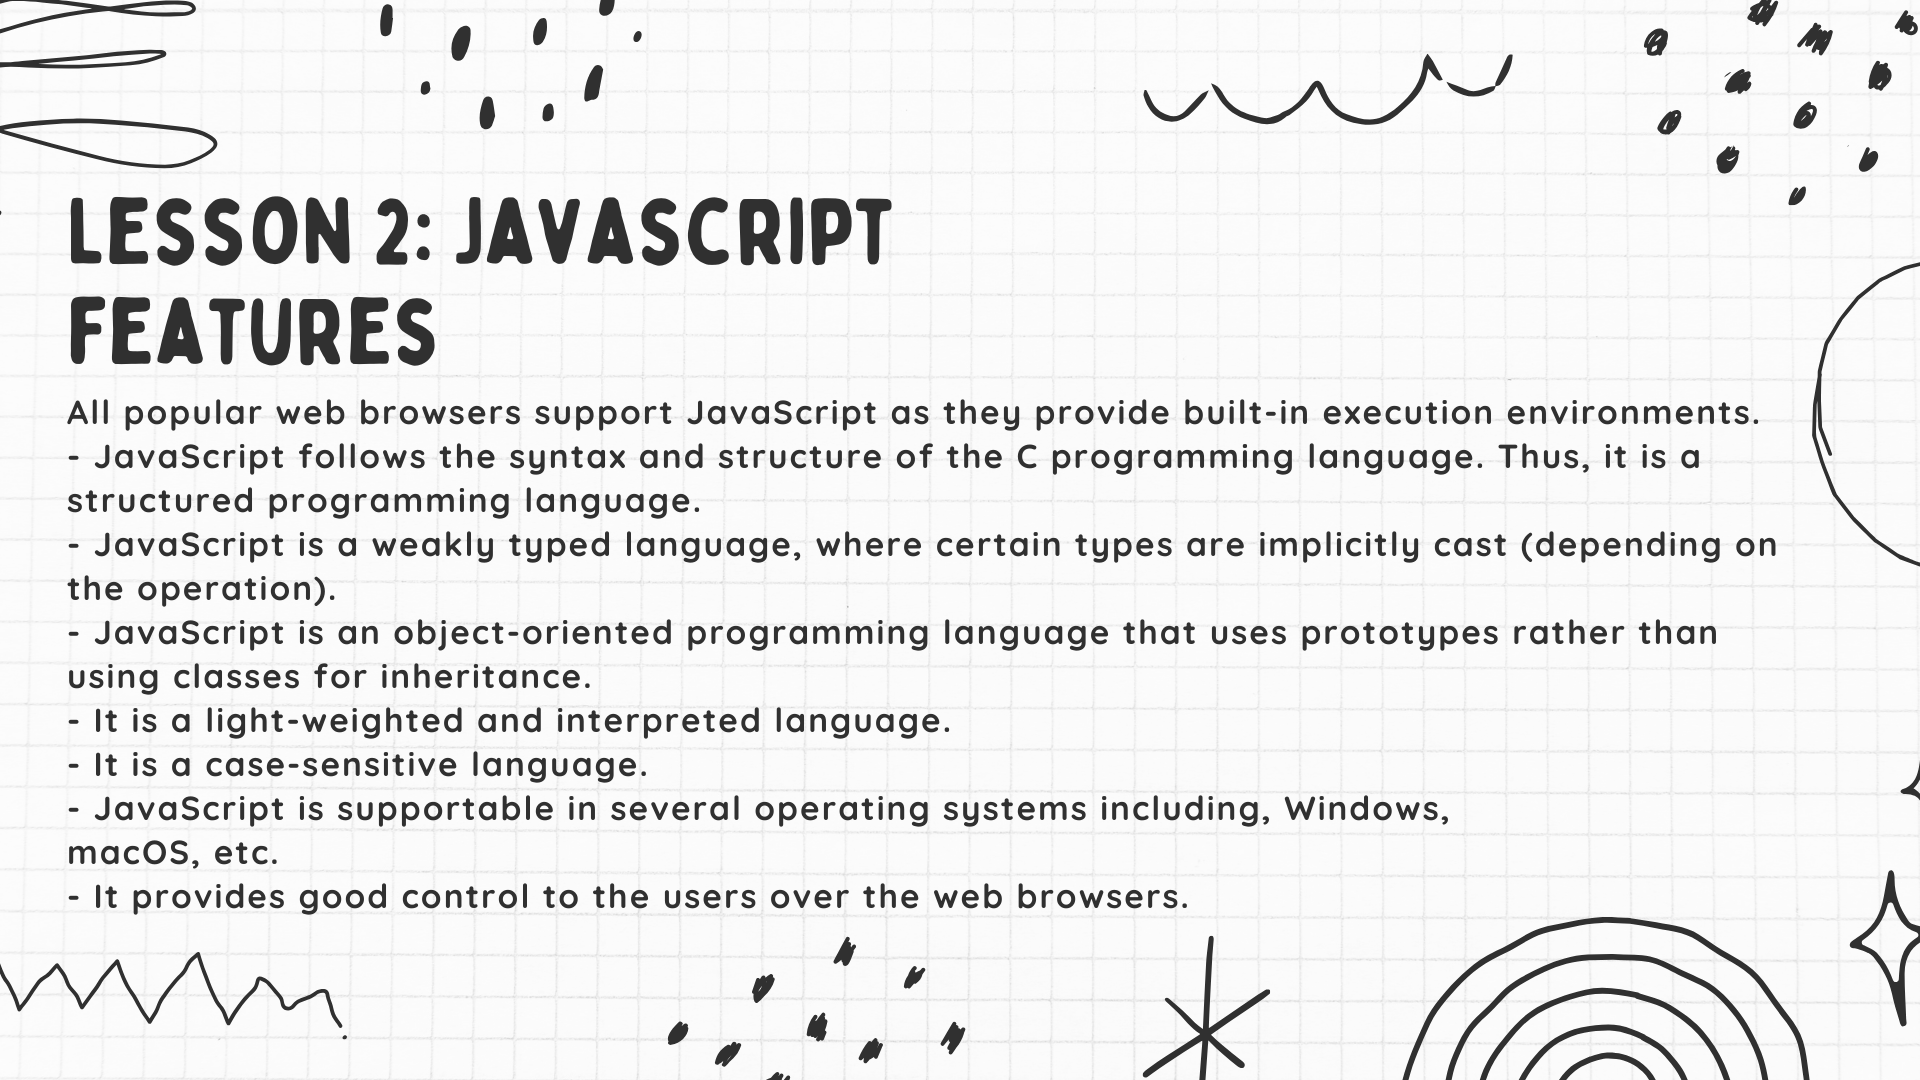 LESSON 2: JAVASCRIPT
FEATURES
All popular web browsers support JavaScript as they provide built-in execution environments.
- JavaScript follows the syntax and structure of the C programming language. Thus, it is a
structured programming language.
- JavaScript is a weakly typed language, where certain types are implicitly cast (depending on
the operation).
- JavaScript is an object-oriented programming language that uses prototypes rather than
using classes for inheritance.
- It is a light-weighted and interpreted language.
- It is a case-sensitive language.
- JavaScript is supportable in several operating systems including, Windows,
macOS, etc.
- It provides good control to the users over the web browsers.